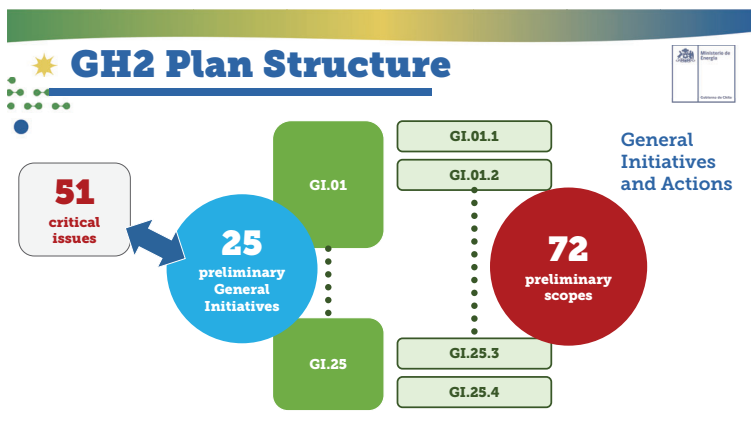 GH2 Plan Structure
Ministerio de
Energía
Gobierno de Chile
General
Initiatives
and Actions
51
critical
issues
25
preliminary
General
Initiatives
GI.01
GI.25
GI.01.1
GI.01.2
GI.25.3
GI.25.4
72
preliminary
scopes